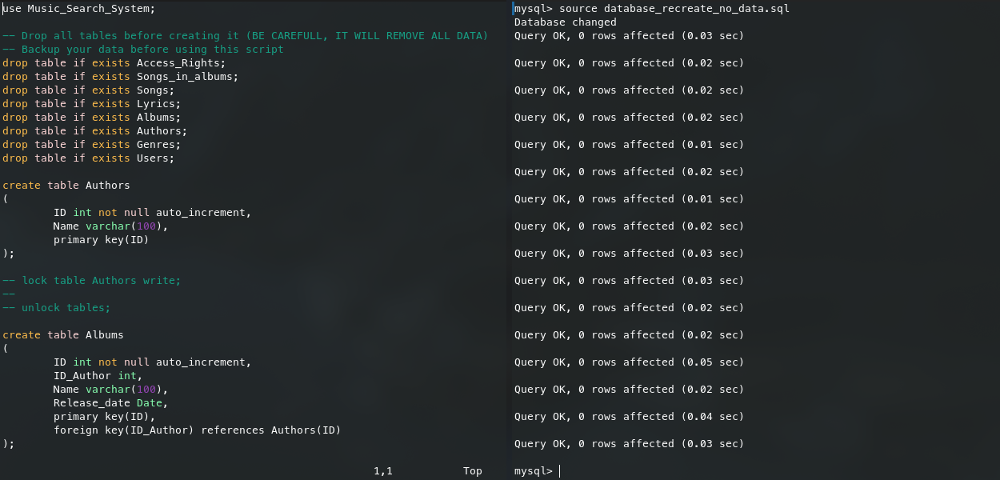 use Music_Search_System;
-- Drop all tables before creating it (BE CAREFULL, IT WILL REMOVE ALL DATA)
-- Backup your data before using this script
drop table if exists Access_Rights;
drop table if exists Songs_in_albums;
drop table if exists Songs;
drop table if exists Lyrics;
drop table if exists Albums;
drop table if exists Authors;
drop table if exists Genres;
drop table if exists Users;
create table Authors
(
ID int not null auto_increment,
Name varchar(100),
primary key(ID)
);
-- lock table Authors write;
--
-- unlock tables;
create table Albums
(
ID int not null auto_increment,
ID_Author int,
Name varchar(100),
Release_date Date,
primary key(ID),
foreign key(ID_Author) references Authors(ID)
);
1,1 Top
mysql> source database_recreate_no_data.sql
Database changed
Query OK, 0 rows affected (0.03 sec)
Query OK, 0 rows affected (0.02 sec)
Query OK, 0 rows affected (0.02 sec)
Query OK, 0 rows affected (0.02 sec)
Query OK, 0 rows affected (0.01 sec)
Query OK, 0 rows affected (0.02 sec)
Query OK, 0 rows affected (0.01 sec)
Query OK, 0 rows affected (0.02 sec)
Query OK, 0 rows affected (0.03 sec)
Query OK, 0 rows affected (0.03 sec)
Query OK, 0 rows affected (0.02 sec)
Query OK, 0 rows affected (0.02 sec)
Query OK, 0 rows affected (0.05 sec)
Query OK, 0 rows affected (0.02 sec)
Query OK, 0 rows affected (0.04 sec)
Query OK, 0 rows affected (0.03 sec)
mysql>